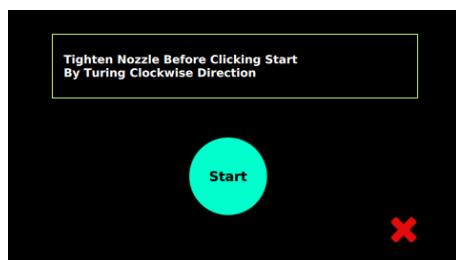 Tighten Nozzle Before Clicking Start
By Turing Clockwise Direction
Start